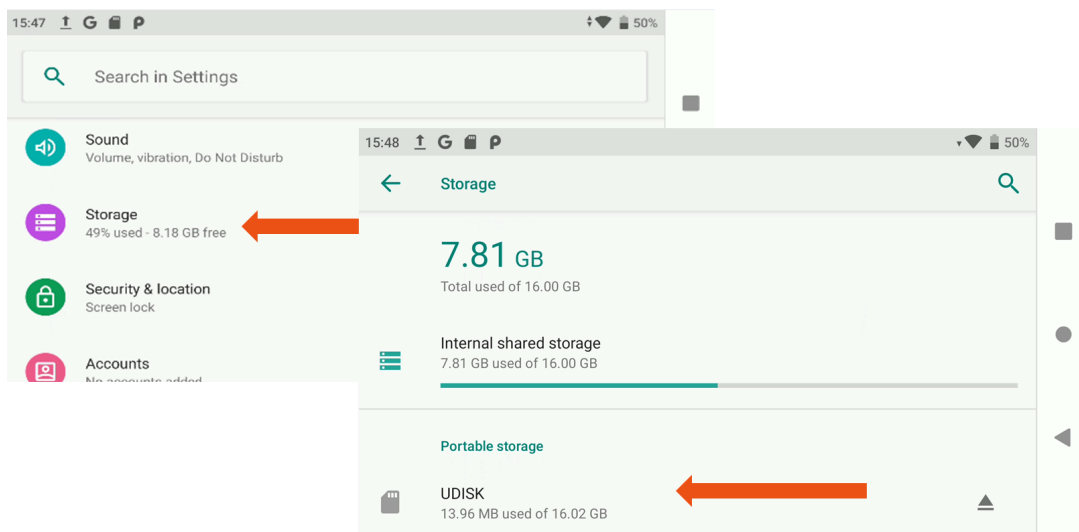 15:47 G P 50%
Search in Settings
Sound
Volume, vibration, Do Not Disturb
Storage
49% used - 8.18 GB free
Security & location
Screen lock
Accounts
No accounts added
15:48 G P 50%
Storage
7.81 GB
Total used of 16.00 GB
Internal shared storage
7.81 GB used of 16.00 GB
Portable storage
UDISK
13.96 MB used of 16.02 GB